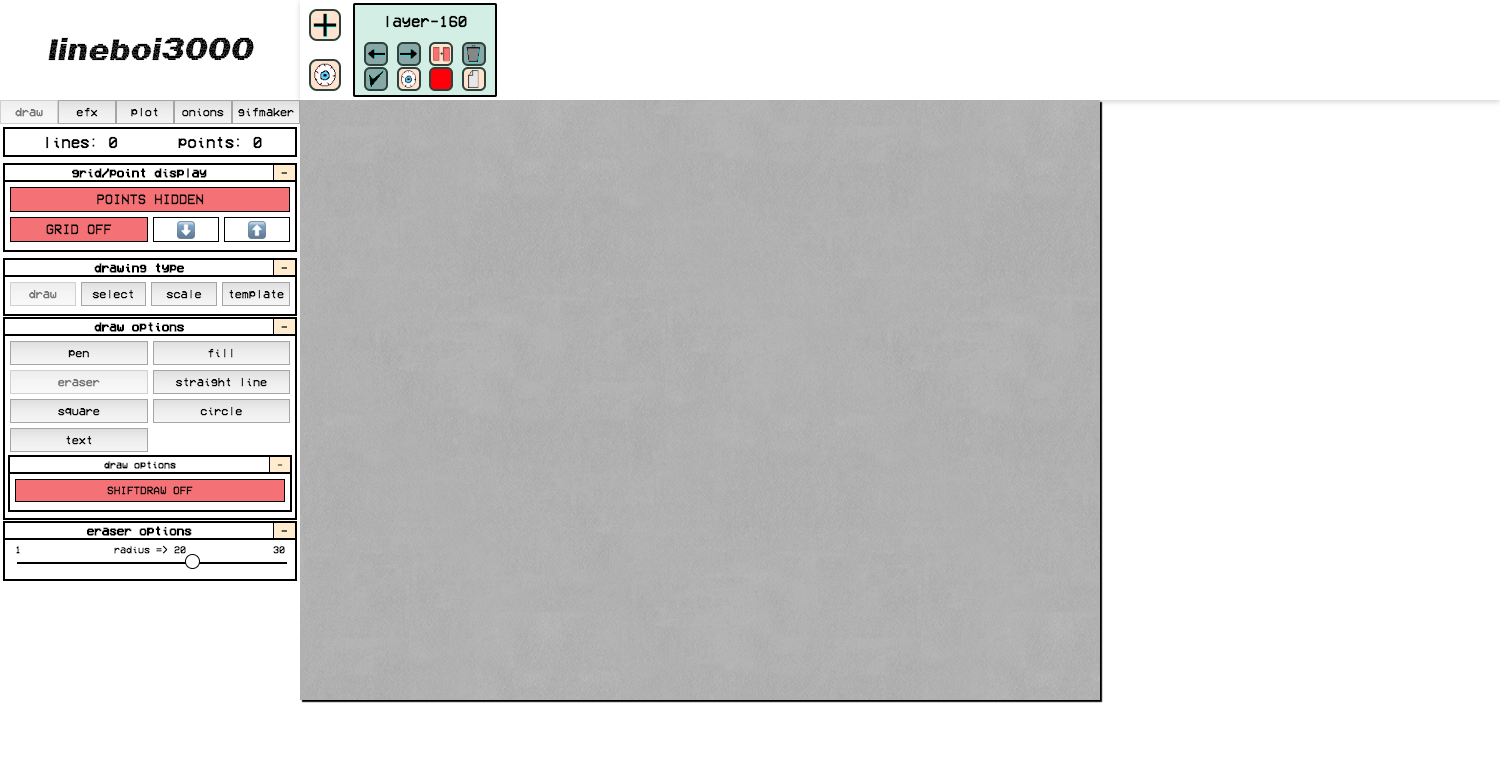 lineboi3000
layer-160
draw efx plot onions gifmaker
lines: 0 points: 0
grid/point display -
POINTS HIDDEN
GRID OFF
drawing type -
draw select scale template
draw options -
pen fill
eraser straight line
square circle
text
draw options -
SHIFTDRAW OFF
eraser options -
1 radius => 20 30